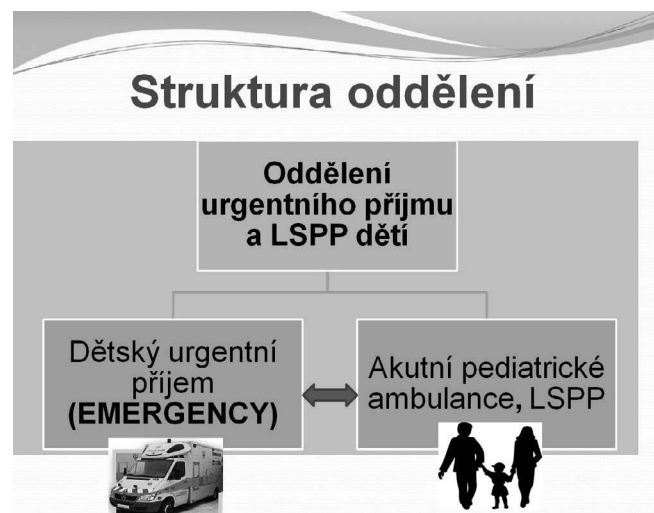 Struktura oddělení
Oddělení
urgentního příjmu
a LSPP dětí
Dětský urgentní
příjem
(EMERGENCY)
Akutní pediatrické
ambulance, LSPP